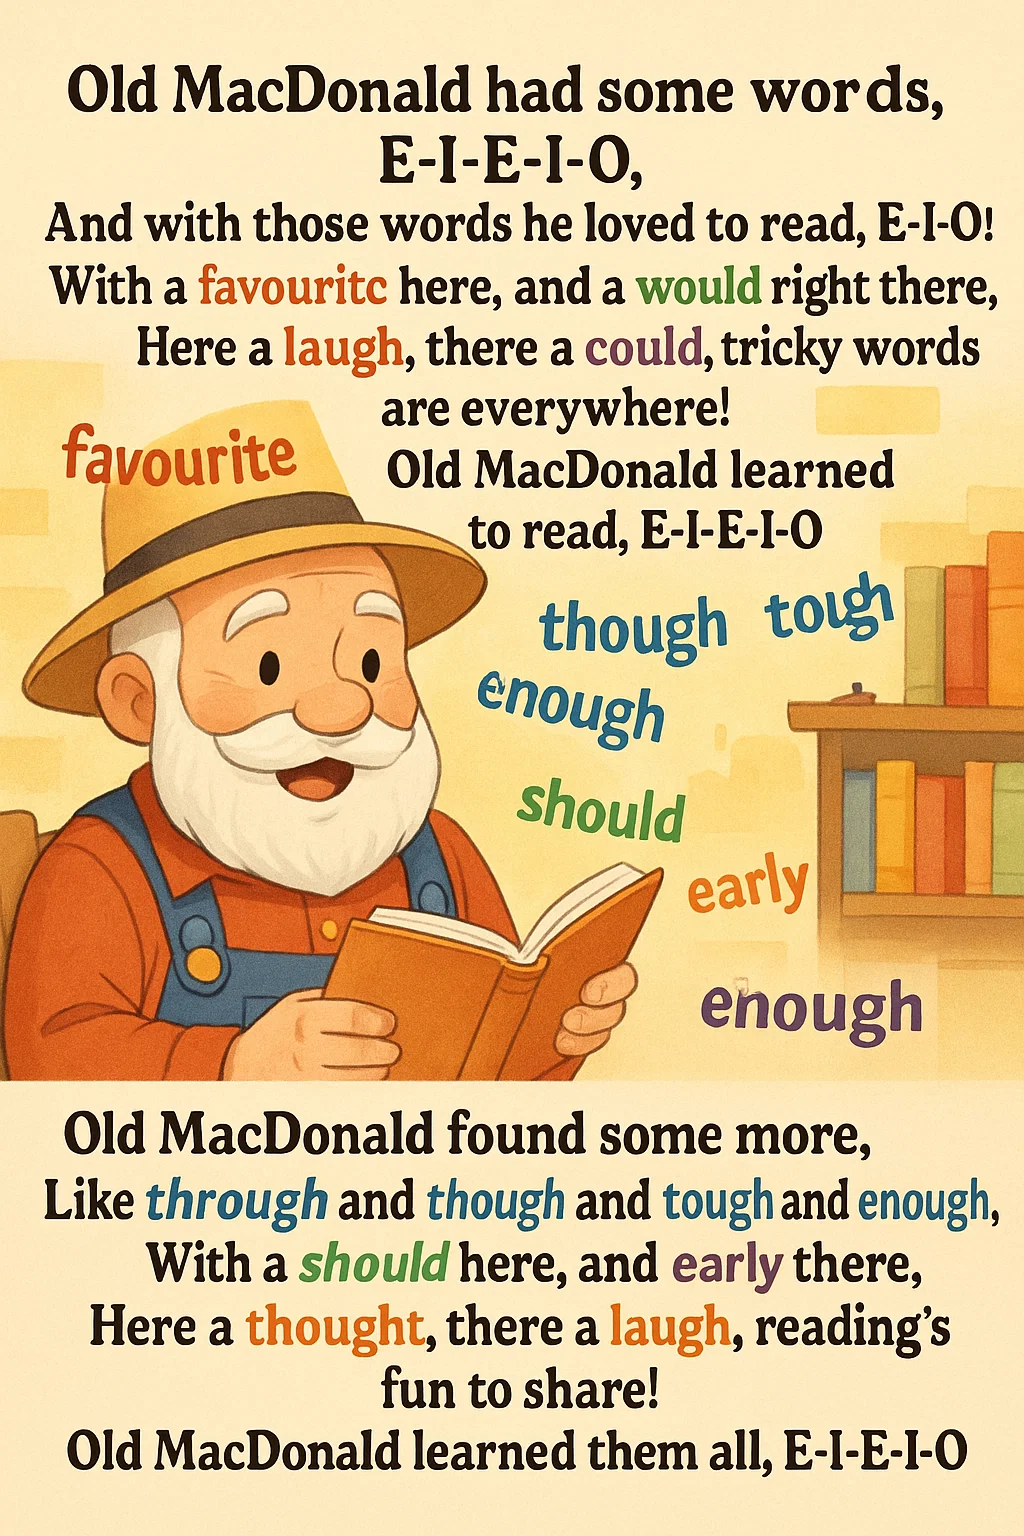 Old MacDonald had some words,
E-I-E-I-O,
And with those words he loved to read, E-I-O!
With a favouritc here, and a would right there,
Here a laugh, there a could, tricky words
are everywhere!
favourite
Old MacDonald learned
to read, E-I-E-I-O
though tough
enough
should
early
enough
Old MacDonald found some more,
Like through and though and tough and enough,
With a should here, and early there,
Here a thought, there a laugh, reading's
fun to share!
Old MacDonald learned them all, E-I-E-I-O